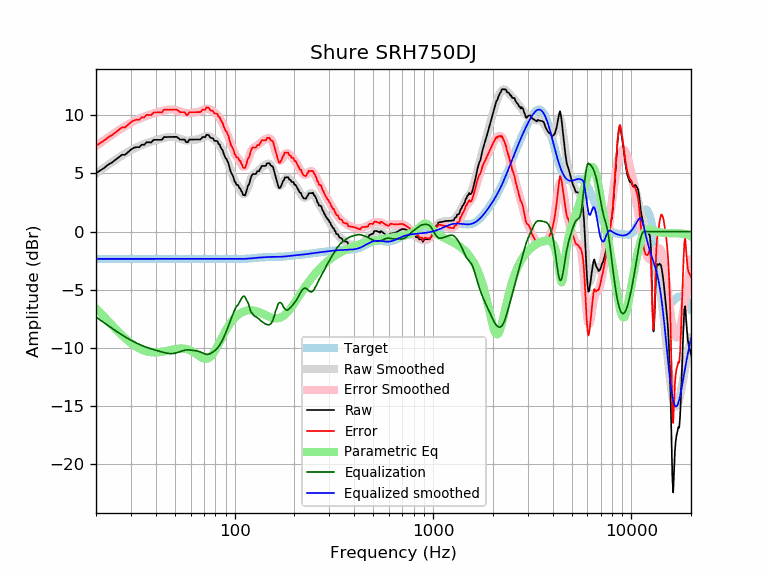 Shure SRH750DJ
Amplitude (dBr)
10
5
0
−5
−10
−15
−20
Target
Raw Smoothed
Error Smoothed
Raw
Error
Parametric Eq
Equalization
Equalized smoothed
100
1000
10000
Frequency (Hz)